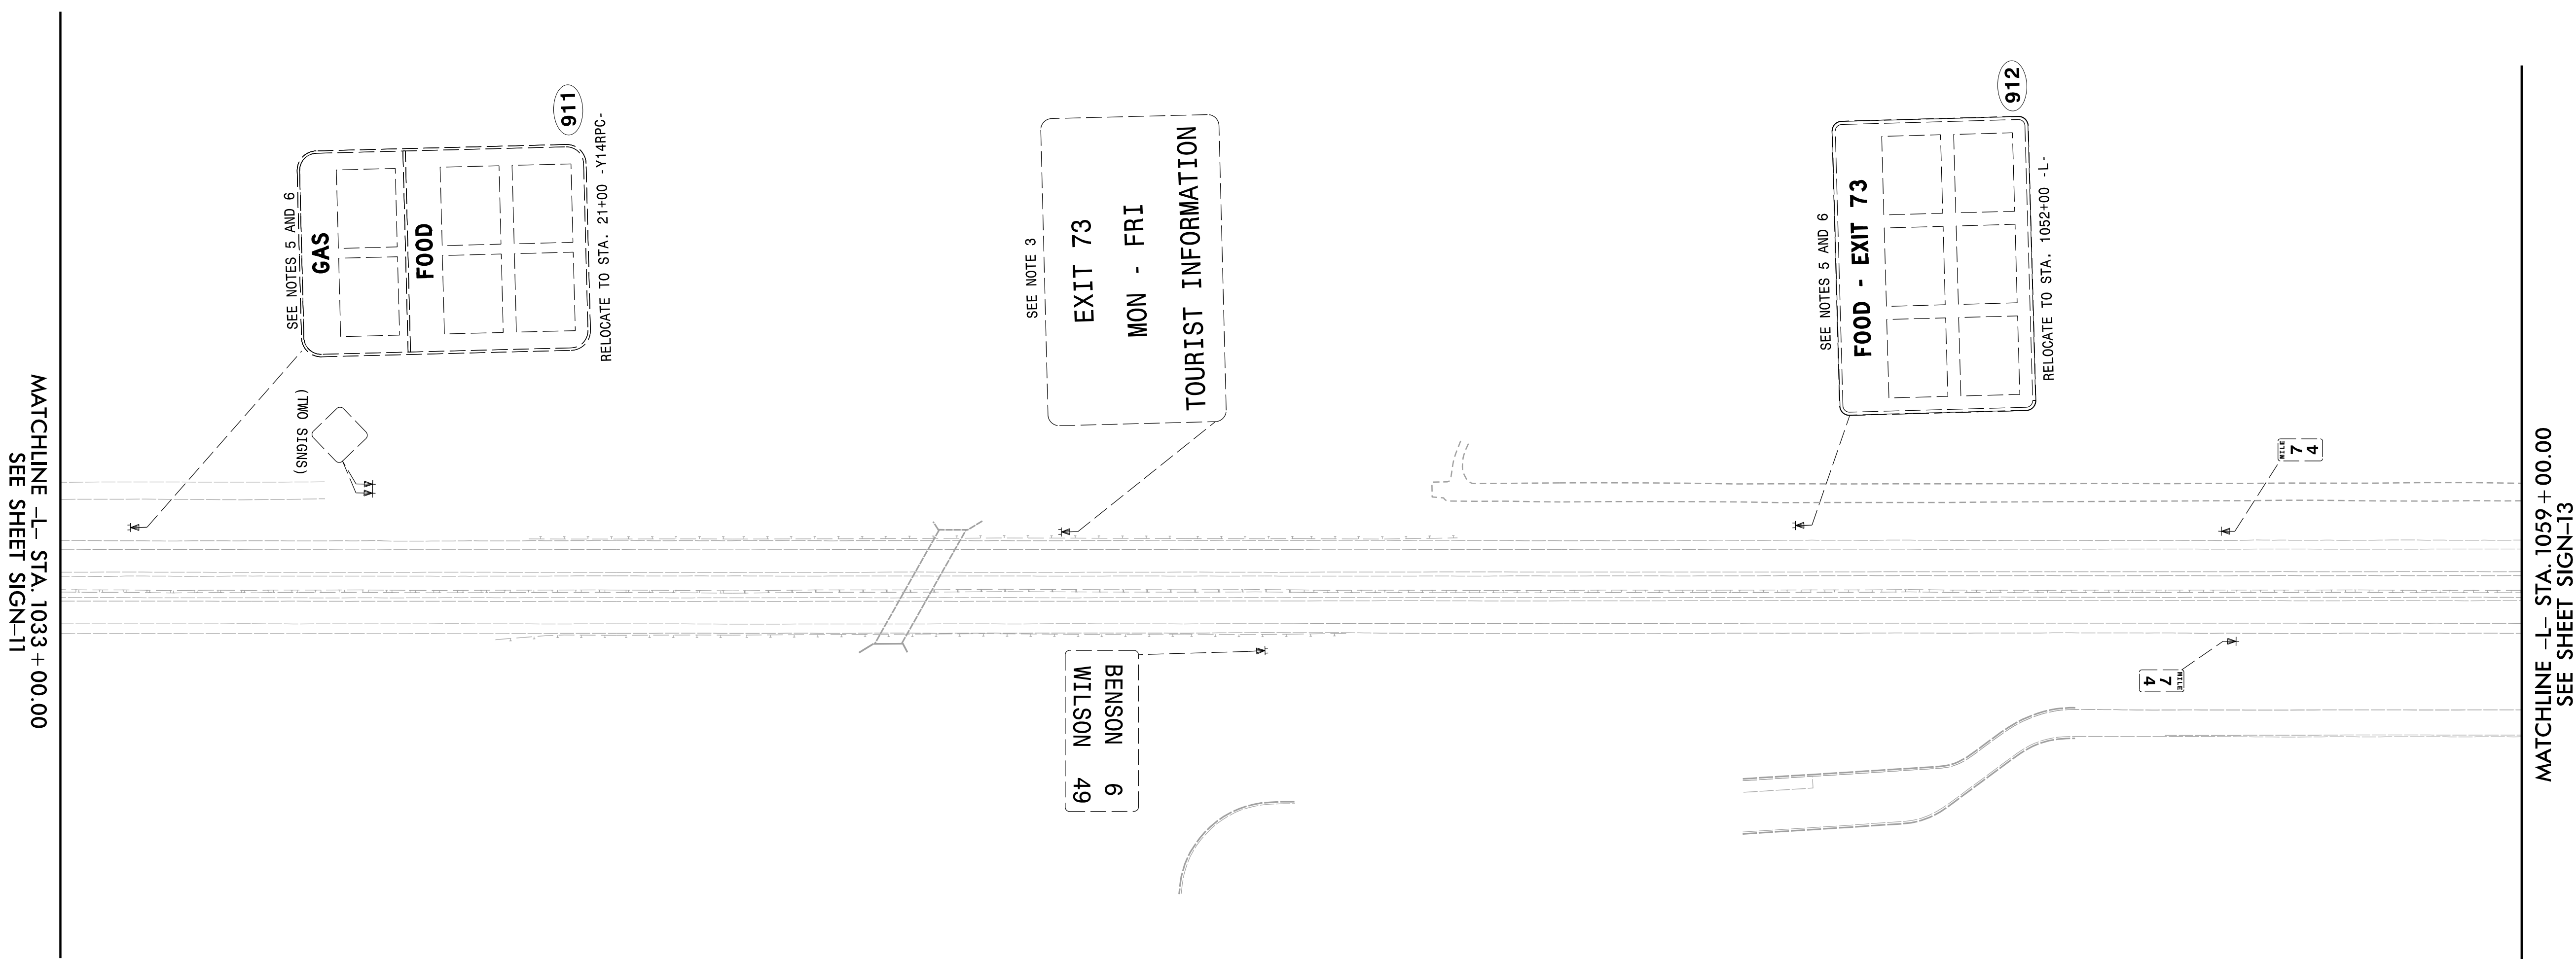 MATCHLINE -L- STA. 1033+00.00
SEE SHEET SIGN-11
SEE NOTES 5 AND 6
GAS
FOOD
911
RELOCATE TO STA. 21+00 -Y14RPC-
(TWO SIGNS)
SEE NOTE 3
EXIT 73
MON - FRI
TOURIST INFORMATION
BENSON 6
WILSON 49
SEE NOTES 5 AND 6
FOOD - EXIT 73
912
RELOCATE TO STA. 1052+00 -L-
MILE
7
4
MILE
7
4
MATCHLINE -L- STA. 1059+00.00
SEE SHEET SIGN-13